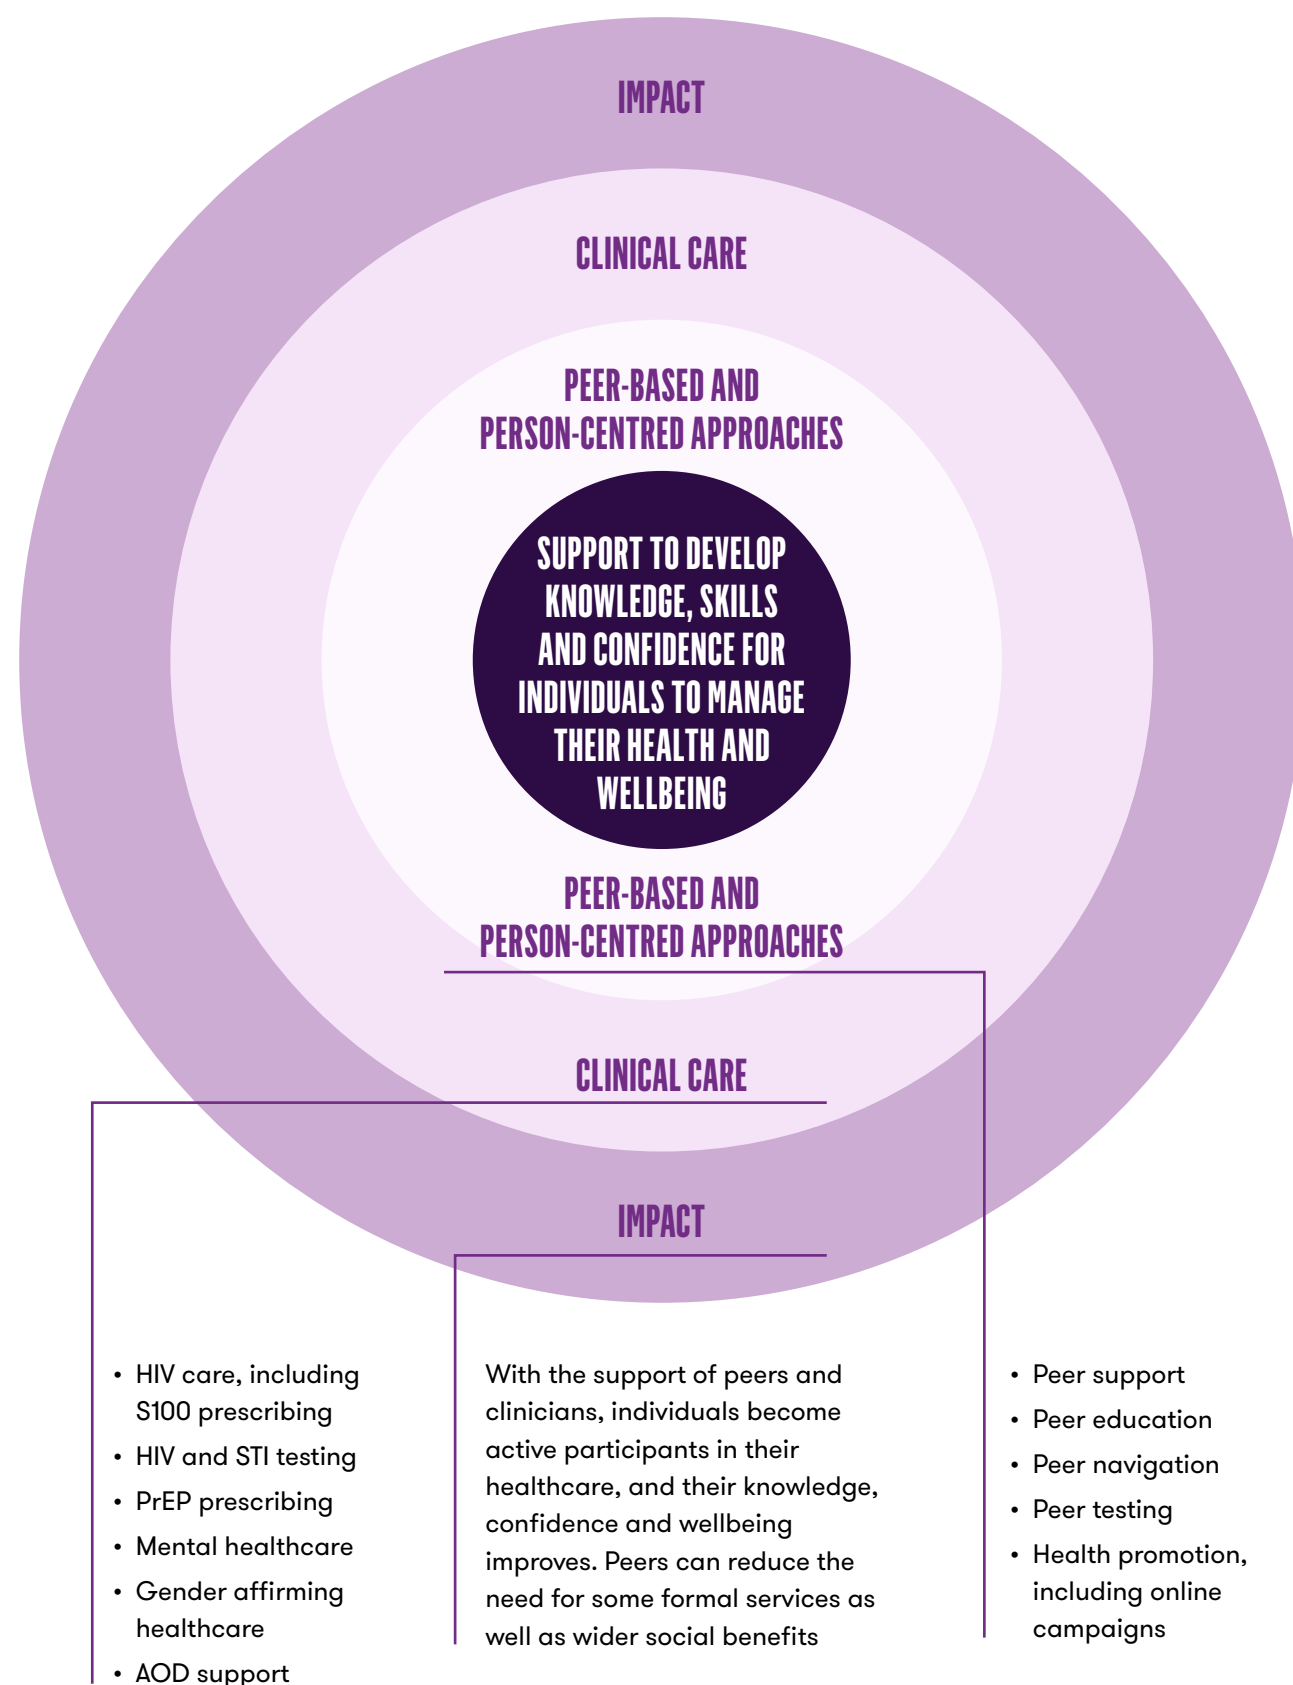 IMPACT
CLINICAL CARE
PEER-BASED AND
PERSON-CENTRED APPROACHES
SUPPORT TO DEVELOP
KNOWLEDGE, SKILLS
AND CONFIDENCE FOR
INDIVIDUALS TO MANAGE
THEIR HEALTH AND
WELLBEING
PEER-BASED AND
PERSON-CENTRED APPROACHES
CLINICAL CARE
IMPACT
• HIV care, including
S100 prescribing
• HIV and STI testing
• PrEP prescribing
• Mental healthcare
• Gender affirming
healthcare
• AOD support
With the support of peers and
clinicians, individuals become
active participants in their
healthcare, and their knowledge,
confidence and wellbeing
improves. Peers can reduce the
need for some formal services as
well as wider social benefits
• Peer support
• Peer education
• Peer navigation
• Peer testing
• Health promotion,
including online
campaigns